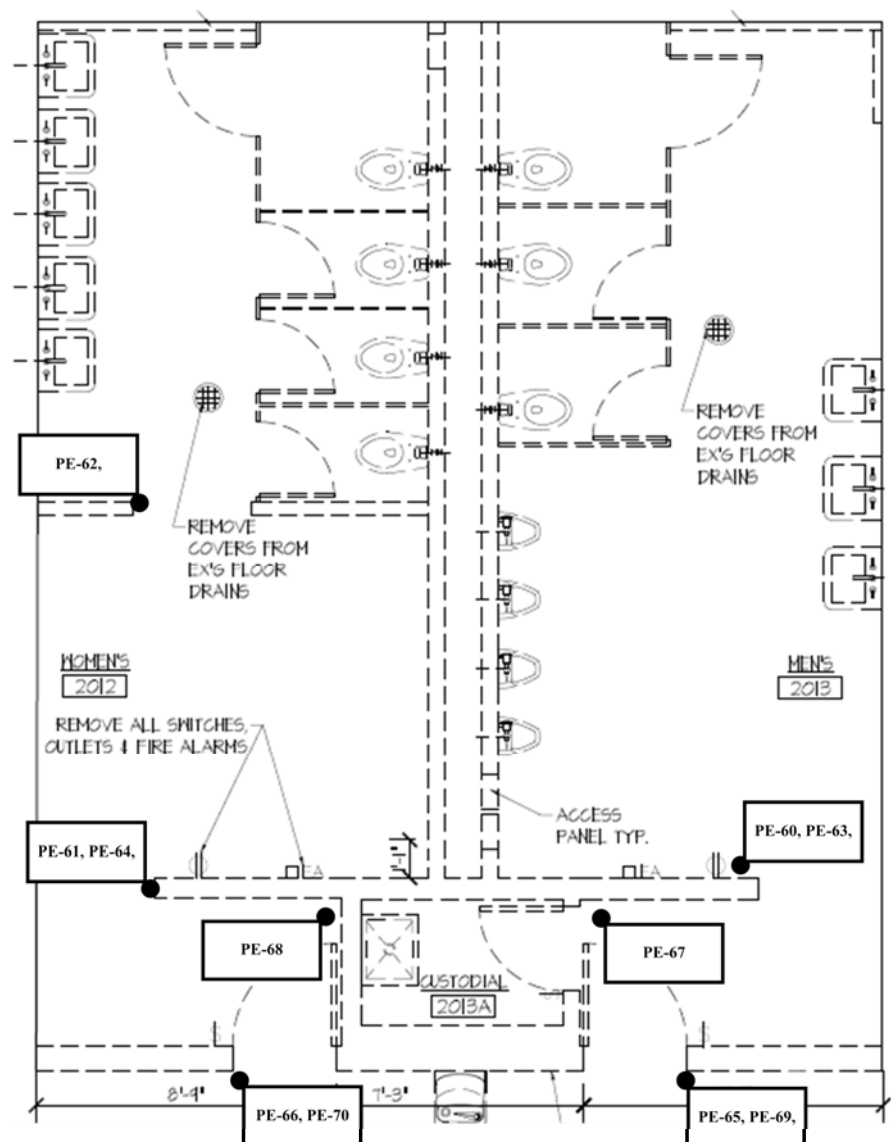 PE-62,
REMOVE
COVERS FROM
EX'G FLOOR
DRAINS
REMOVE
COVERS FROM
EX'G FLOOR
DRAINS
WOMEN'S
2012
MEN'S
2013
REMOVE ALL SWITCHES,
OUTLETS & FIRE ALARMS
ACCESS
PANEL TYP.
1'-1"
PE-61, PE-64,
FA
FA
PE-60, PE-63,
PE-68
PE-67
CUSTODIAL
2013A
S
S
S
8'-9"
7'-3"
PE-66, PE-70
PE-65, PE-69,